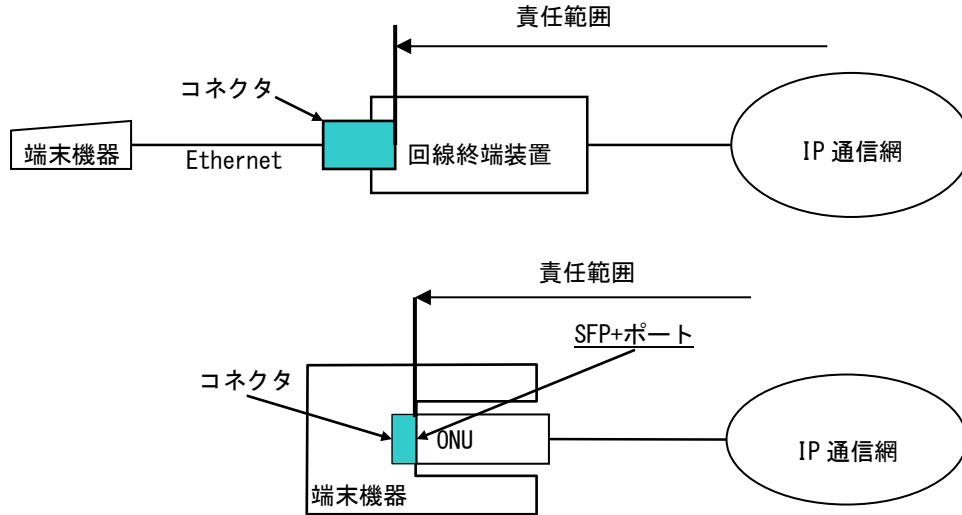 責任範囲
コネクタ
端末機器
Ethernet
回線終端装置
IP 通信網
責任範囲
SFP+ポート
コネクタ
ONU
IP 通信網
端末機器